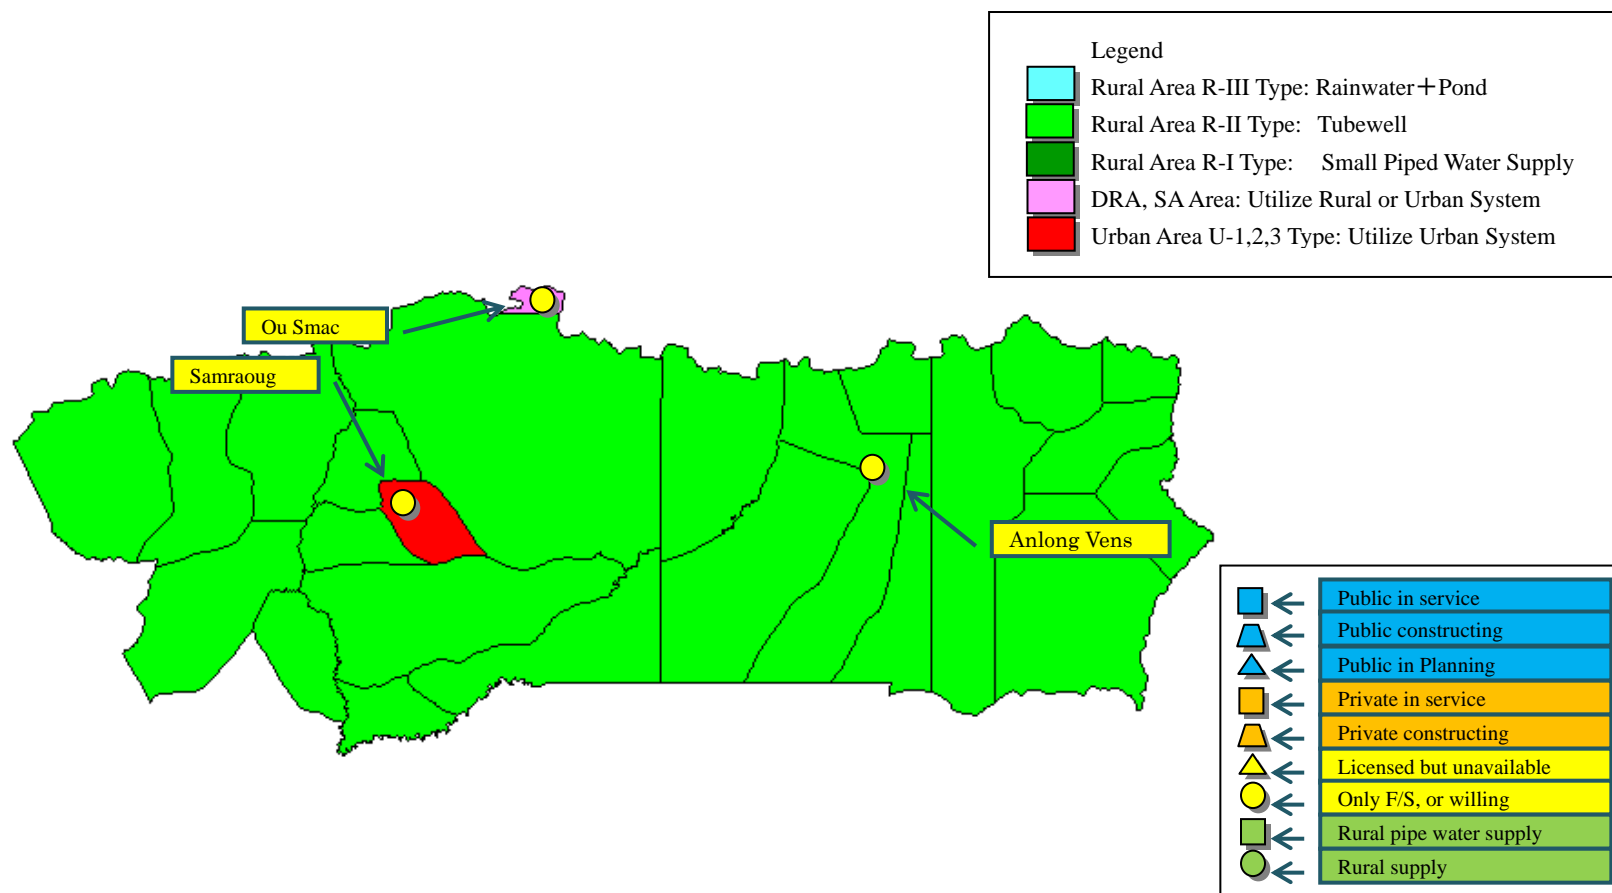 Legend
Rural Area R-III Type: Rainwater＋Pond
Rural Area R-II Type: Tubewell
Rural Area R-I Type: Small Piped Water Supply
DRA, SA Area: Utilize Rural or Urban System
Urban Area U-1,2,3 Type: Utilize Urban System
Ou Smac
Samraoug
Anlong Vens
Public in service
Public constructing
Public in Planning
Private in service
Private constructing
Licensed but unavailable
Only F/S, or willing
Rural pipe water supply
Rural supply